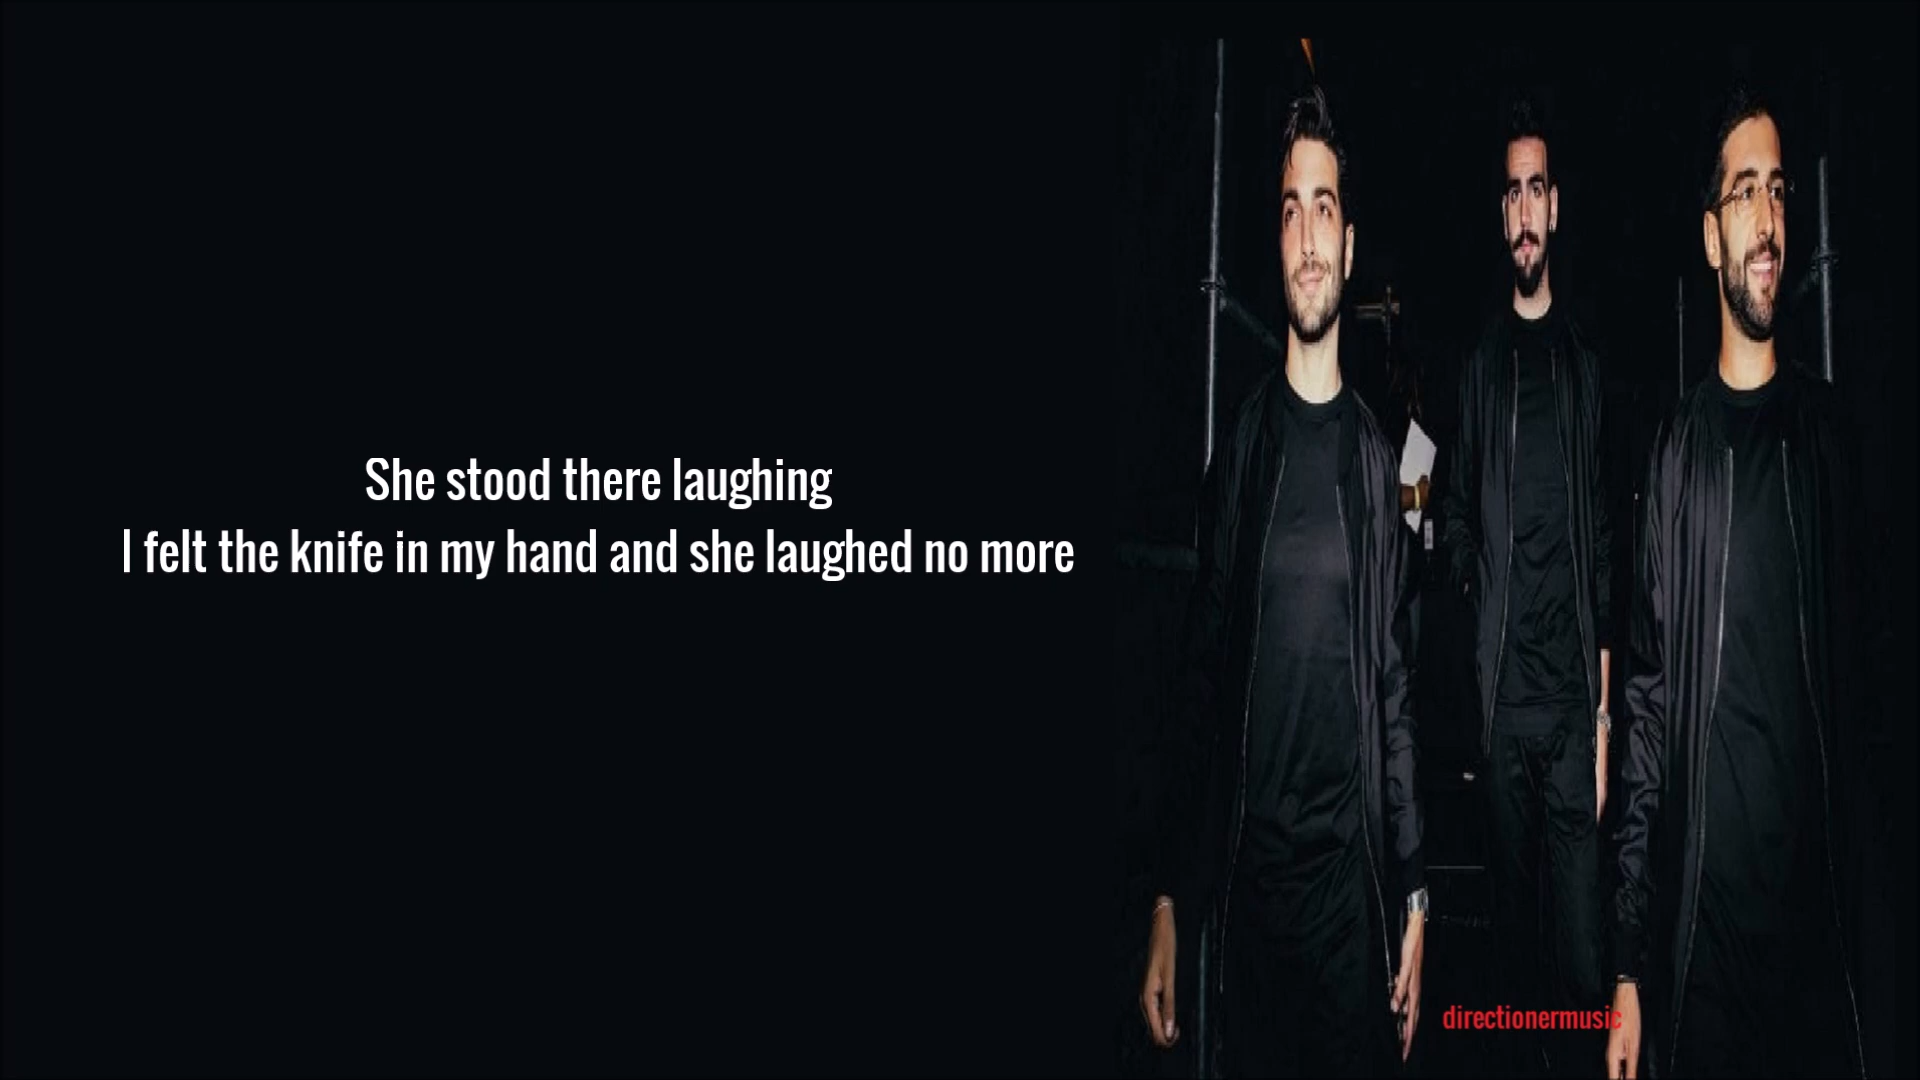 She stood there laughing
I felt the knife in my hand and she laughed no more
directionermusic